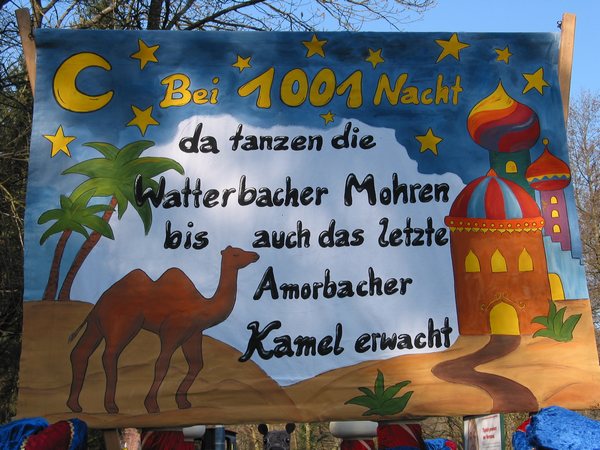 Bei 1001 Nacht
da tanzen die
Watterbacher Mohren
bis auch das letzte
Amorbacher
Kamel erwacht